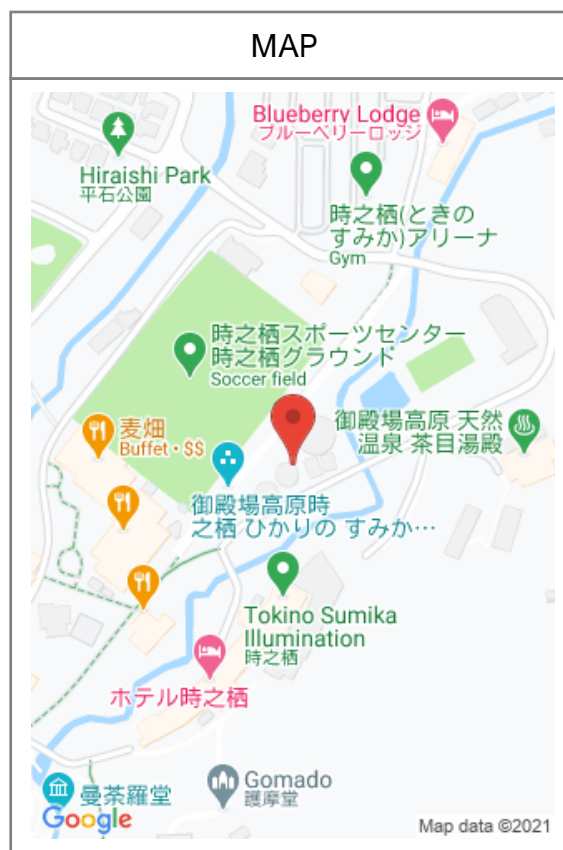 MAP
Blueberry Lodge
ブルーベリーロッジ
Hiraishi Park
平石公園
時之栖(ときの
すみか)アリーナ
Gym
時之栖スポーツセンター
時之栖グラウンド
Soccer field
麦畑
Buffet・$$
御殿場高原 天然
温泉 茶目湯殿
御殿場高原時
之栖 ひかりの すみか…
Tokino Sumika
Illumination
時之栖
ホテル時之栖
Gomado
護摩堂
曼茶羅堂
Google
Map data ©2021